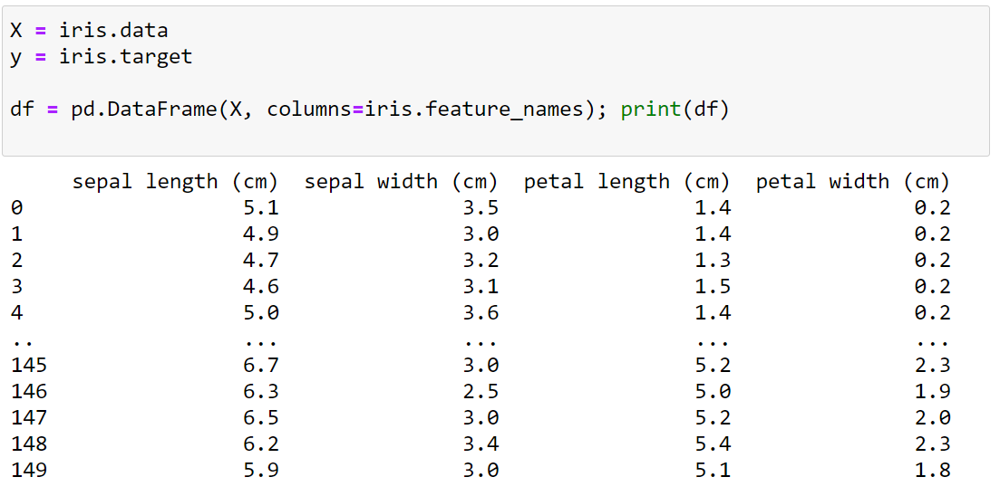 X = iris.data
y = iris.target
df = pd.DataFrame(X, columns=iris.feature_names); print(df)
sepal length (cm) sepal width (cm) petal length (cm) petal width (cm)
0 5.1 3.5 1.4 0.2
1 4.9 3.0 1.4 0.2
2 4.7 3.2 1.3 0.2
3 4.6 3.1 1.5 0.2
4 5.0 3.6 1.4 0.2
.. ... ... ... ...
145 6.7 3.0 5.2 2.3
146 6.3 2.5 5.0 1.9
147 6.5 3.0 5.2 2.0
148 6.2 3.4 5.4 2.3
149 5.9 3.0 5.1 1.8